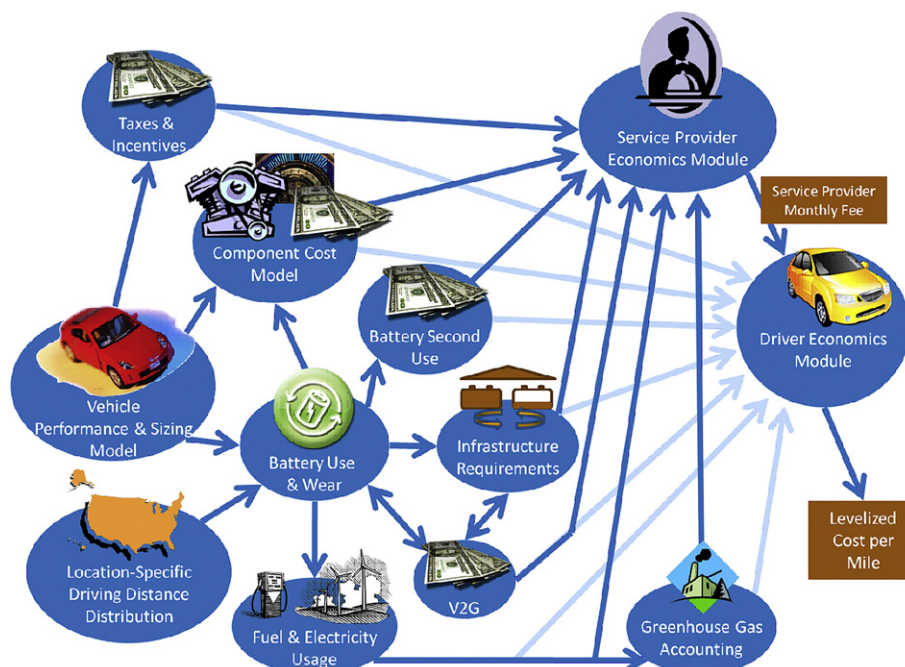 Taxes &
Incentives
Service Provider
Economics Module
Service Provider
Monthly Fee
Component Cost
Model
Battery Second
Use
Driver Economics
Module
Vehicle
Performance & Sizing
Model
Battery Use
& Wear
Infrastructure
Requirements
Levelized
Cost per
Mile
Location-Specific
Driving Distance
Distribution
V2G
Fuel & Electricity
Usage
Greenhouse Gas
Accounting